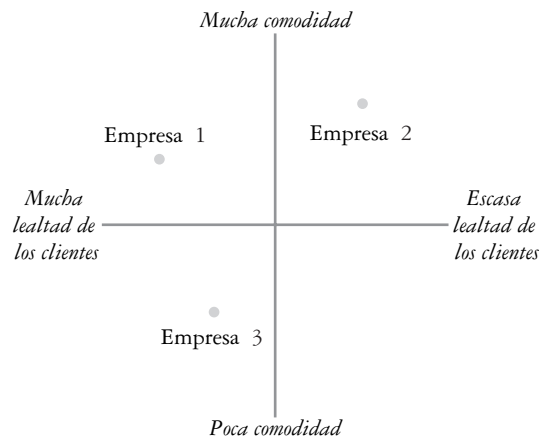 Mucha comodidad
Empresa 1
Empresa 2
Mucha
lealtad de
los clientes
Escasa
lealtad de
los clientes
Empresa 3
Poca comodidad